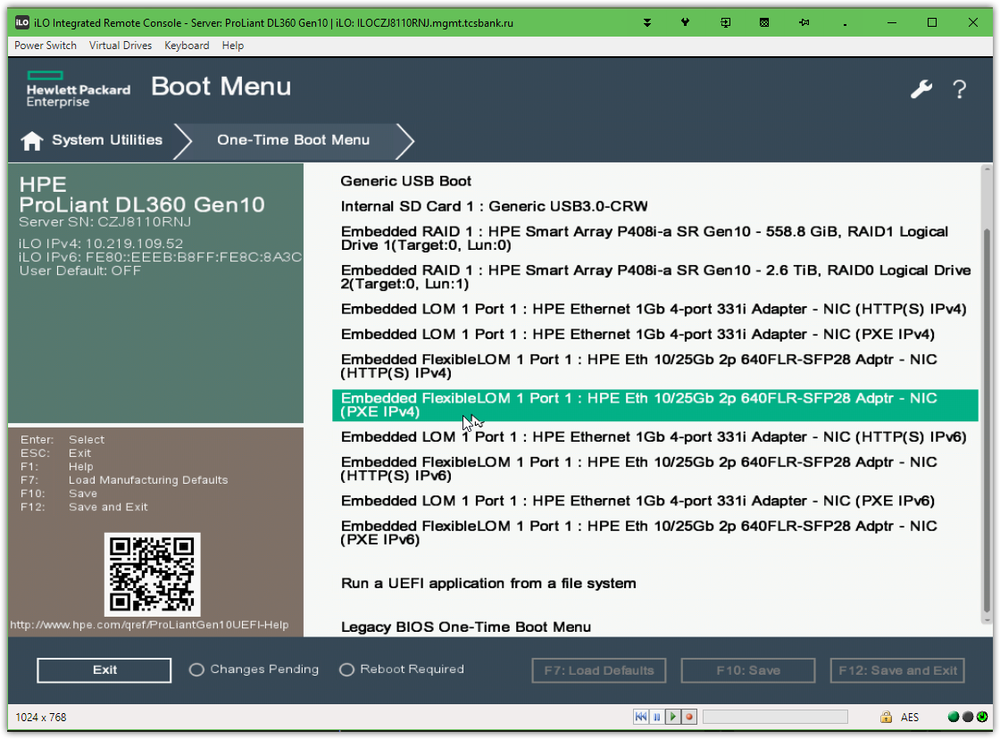 iLO
iLO Integrated Remote Console - Server: ProLiant DL360 Gen10 | iLO: ILOCZJ8110RNJ.mgmt.tcsbank.ru
Power Switch Virtual Drives Keyboard Help
Hewlett Packard
Enterprise
Boot Menu
?
System Utilities
One-Time Boot Menu
HPE
ProLiant DL360 Gen10
Server SN: CZJ8110RNJ
iLO IPv4: 10.219.109.52
iLO IPv6: FE80::EEEB:B8FF:FE8C:8A3C
User Default: OFF
Enter: Select
ESC: Exit
F1: Help
F7: Load Manufacturing Defaults
F10: Save
F12: Save and Exit
http://www.hpe.com/qref/ProLiantGen10UEFI-Help
Generic USB Boot
Internal SD Card 1 : Generic USB3.0-CRW
Embedded RAID 1 : HPE Smart Array P408i-a SR Gen10 - 558.8 GiB, RAID1 Logical
Drive 1(Target:0, Lun:0)
Embedded RAID 1 : HPE Smart Array P408i-a SR Gen10 - 2.6 TiB, RAID0 Logical Drive
2(Target:0, Lun:1)
Embedded LOM 1 Port 1 : HPE Ethernet 1Gb 4-port 331i Adapter - NIC (HTTP(S) IPv4)
Embedded LOM 1 Port 1 : HPE Ethernet 1Gb 4-port 331i Adapter - NIC (PXE IPv4)
Embedded FlexibleLOM 1 Port 1 : HPE Eth 10/25Gb 2p 640FLR-SFP28 Adptr - NIC
(HTTP(S) IPv4)
Embedded FlexibleLOM 1 Port 1 : HPE Eth 10/25Gb 2p 640FLR-SFP28 Adptr - NIC
(PXE IPv4)
Embedded LOM 1 Port 1 : HPE Ethernet 1Gb 4-port 331i Adapter - NIC (HTTP(S) IPv6)
Embedded FlexibleLOM 1 Port 1 : HPE Eth 10/25Gb 2p 640FLR-SFP28 Adptr - NIC
(HTTP(S) IPv6)
Embedded LOM 1 Port 1 : HPE Ethernet 1Gb 4-port 331i Adapter - NIC (PXE IPv6)
Embedded FlexibleLOM 1 Port 1 : HPE Eth 10/25Gb 2p 640FLR-SFP28 Adptr - NIC
(PXE IPv6)
Run a UEFI application from a file system
Legacy BIOS One-Time Boot Menu
Exit
Changes Pending
Reboot Required
F7: Load Defaults
F10: Save
F12: Save and Exit
1024 x 768
AES